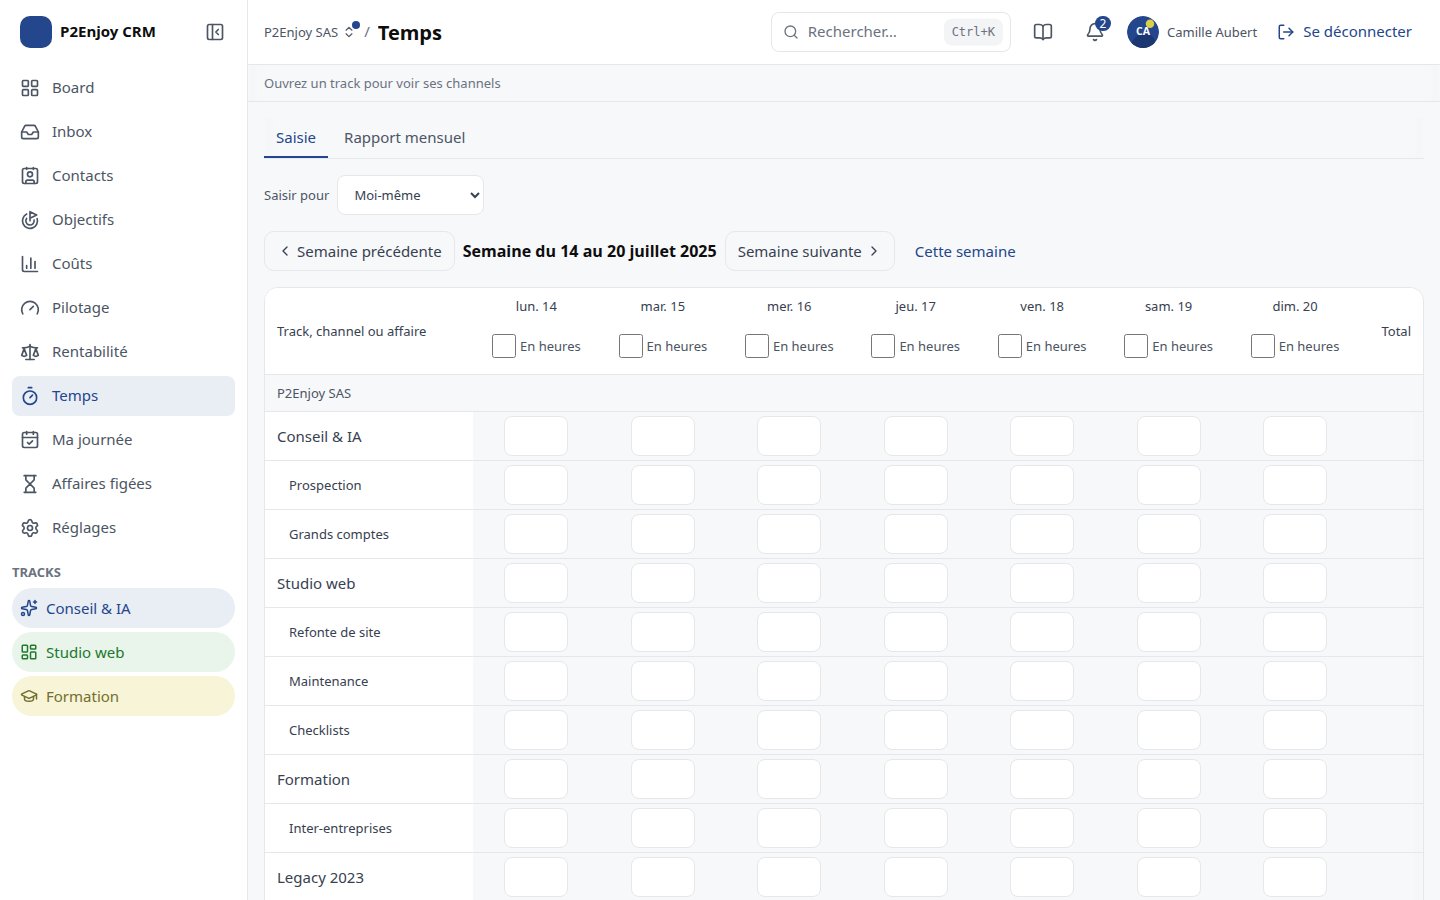 P2Enjoy CRM
Board
Inbox
Contacts
Objectifs
Coûts
Pilotage
Rentabilité
Temps
Ma journée
Affaires figées
Réglages
TRACKS
Conseil & IA
Studio web
Formation
P2Enjoy SAS / Temps
Rechercher... Ctrl+K
2
CA Camille Aubert
Se déconnecter
Ouvrez un track pour voir ses channels
Saisie Rapport mensuel
Saisir pour Moi-même
Semaine précédente Semaine du 14 au 20 juillet 2025 Semaine suivante Cette semaine
Track, channel ou affaire lun. 14 mar. 15 mer. 16 jeu. 17 ven. 18 sam. 19 dim. 20 Total
En heures En heures En heures En heures En heures En heures En heures
P2Enjoy SAS
Conseil & IA
Prospection
Grands comptes
Studio web
Refonte de site
Maintenance
Checklists
Formation
Inter-entreprises
Legacy 2023